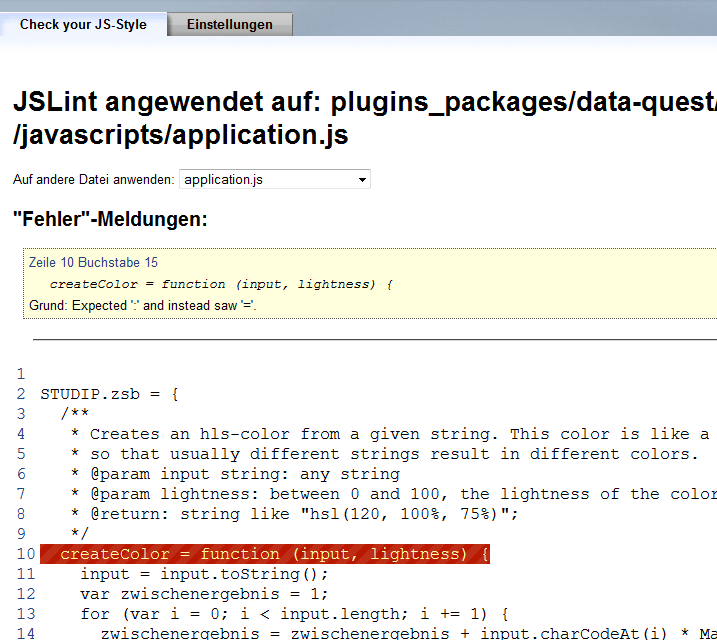 Check your JS-Style Einstellungen
JSLint angewendet auf: plugins_packages/data-quest/
/javascripts/application.js
Auf andere Datei anwenden: application.js
"Fehler"-Meldungen:
Zeile 10 Buchstabe 15
createColor = function (input, lightness) {
Grund: Expected ':' and instead saw '='.
1
2 STUDIP.zsb = {
3 /**
4 * Creates an hls-color from a given string. This color is like a
5 * so that usually different strings result in different colors.
6 * @param input string: any string
7 * @param lightness: between 0 and 100, the lightness of the color
8 * @return: string like "hsl(120, 100%, 75%)";
9 */
10 createColor = function (input, lightness) {
11 input = input.toString();
12 var zwischenergebnis = 1;
13 for (var i = 0; i < input.length; i += 1) {
14 zwischenergebnis = zwischenergebnis + input.charCodeAt(i) * Ma